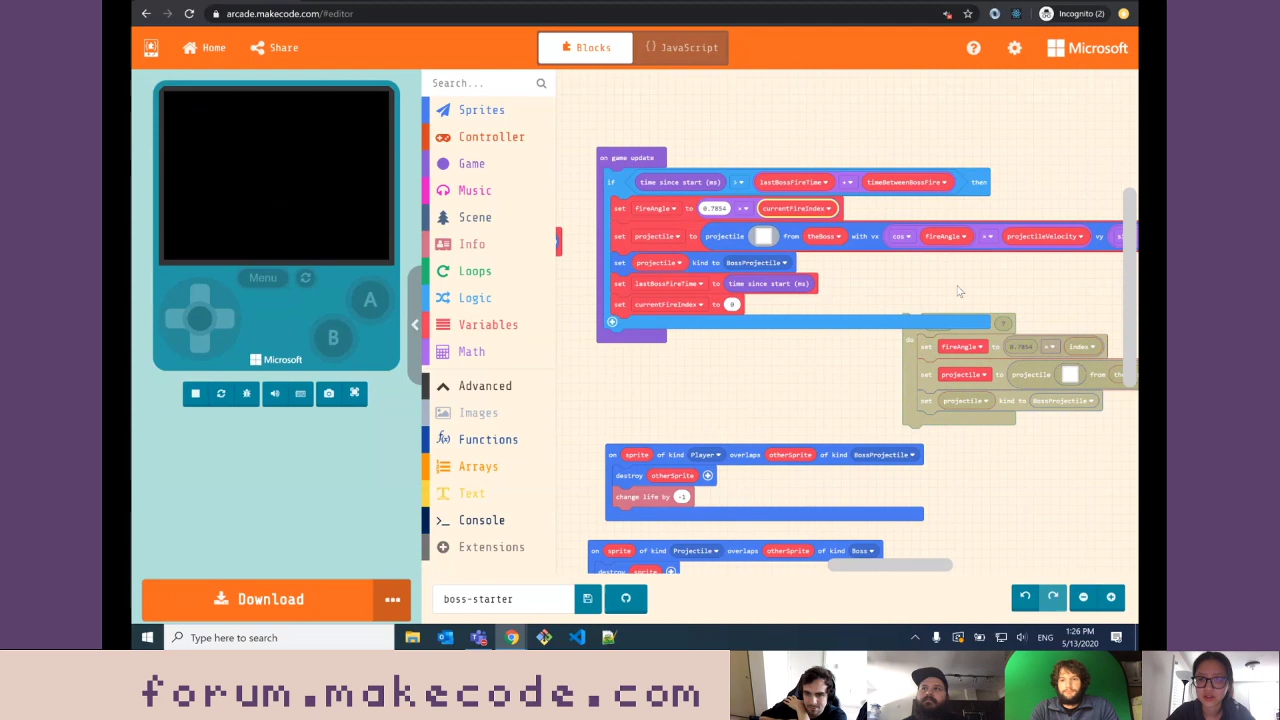 arcade.makecode.com/#editor
Incognito (2)
Home
Share
Blocks
{} JavaScript
Microsoft
Search...
Sprites
Controller
Game
Music
Scene
Info
Loops
Logic
Variables
Math
Advanced
Images
Functions
Arrays
Text
Console
Extensions
Menu
A
B
Microsoft
on game update
if time since start (ms) > lastBossFireTime + timeBetweenBossFire then
set fireAngle to 0.7854 × currentFireIndex
set projectile to projectile from theBoss with vx cos fireAngle × projectileVelocity vy
set projectile kind to BossProjectile
set lastBossFireTime to time since start (ms)
set currentFireIndex to 0
?
do set fireAngle to 0.7854 × index
set projectile to projectile from
set projectile kind to BossProjectile
on sprite of kind Player overlaps otherSprite of kind BossProjectile
destroy otherSprite
change life by -1
on sprite of kind Projectile overlaps otherSprite of kind Boss
destroy sprite
Download
boss-starter
Type here to search
ENG
1:26 PM
5/13/2020
forum.makecode.com